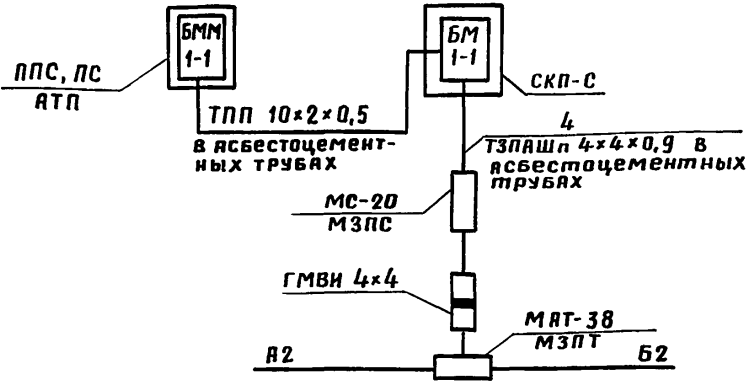 БММ
1-1
ППС, ПС
АТП
ТПП 10×2×0,5
в асбестоцемент-
ных трубах
БМ
1-1
СКП-С
4
ТЗПАШп 4×4×0,9 в
асбестоцементных
трубах
МС-20
МЗПС
ГМВИ 4×4
МАТ-38
МЗПТ
А2
Б2